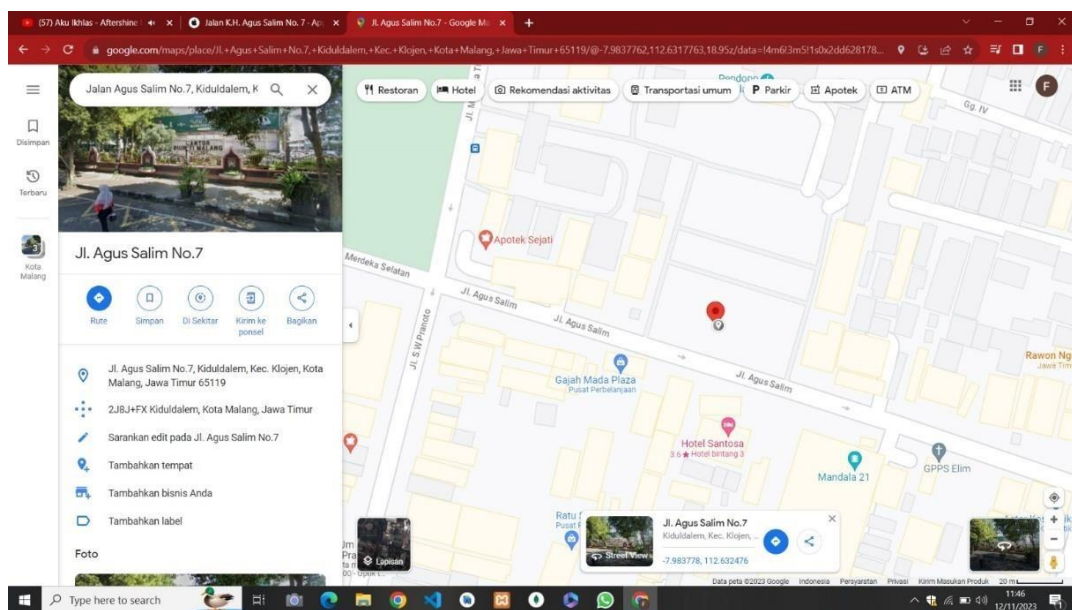 (57) Aku Ikhlas - Aftershine
Jalan K.H. Agus Salim No. 7 - Ap
Jl. Agus Salim No.7 - Google Ma
google.com/maps/place/Jl.+Agus+Salim+No.7,+Kiduldalem,+Kec.+Klojen,+Kota+Malang,+Jawa+Timur+65119/@-7.9837762,112.6317763,18.95z/data=!4m6!3m5!1s0x2dd628178...
Jalan Agus Salim No.7, Kiduldalem, K
Restoran
Hotel
Rekomendasi aktivitas
Transportasi umum
P Parkir
Apotek
ATM
F
Disimpan
Terbaru
3
Kota
Malang
KANTOR
BUPATI MALANG
Jl. Agus Salim No.7
Rute
Simpan
Di Sekitar
Kirim ke
ponsel
Bagikan
Jl. Agus Salim No.7, Kiduldalem, Kec. Klojen, Kota
Malang, Jawa Timur 65119
2J8J+FX Kiduldalem, Kota Malang, Jawa Timur
Sarankan edit pada Jl. Agus Salim No.7
Tambahkan tempat
Tambahkan bisnis Anda
Tambahkan label
Foto
Gg. IV
Apotek Sejati
Merdeka Selatan
Jl. Agus Salim
Jl. Agus Salim
Jl. Agus Salim
Jl. S.W Pranoto
Gajah Mada Plaza
Pusat Perbelanjaan
Rawon Ng
Jawa Tim
Hotel Santosa
3.6 Hotel bintang 3
Mandala 21
GPPS Elim
Ratu
Pusat
Lapisan
Street View
Jl. Agus Salim No.7
Kiduldalem, Kec. Klojen, ...
-7.983778, 112.632476
Data peta ©2023 Google
Indonesia
Persyaratan
Privasi
Kirim Masukan Produk
20 m
Type here to search
11:46
12/11/2023